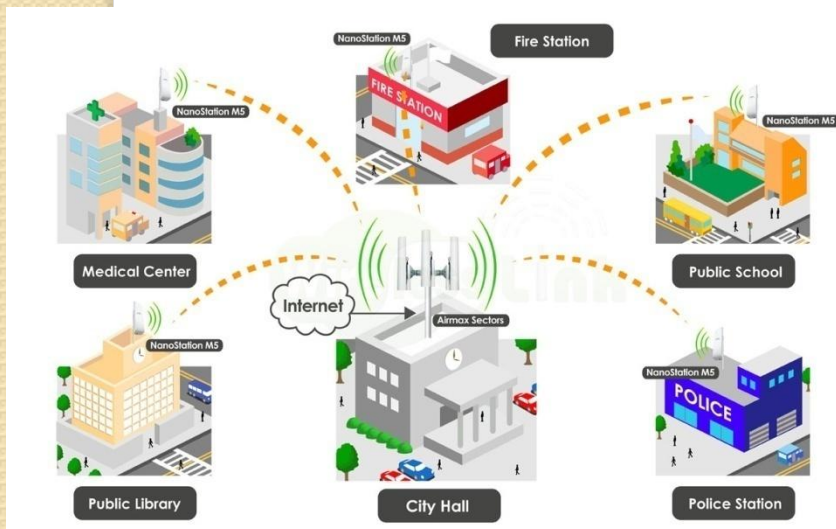 NanoStation M5
Fire Station
FIRE STATION
NanoStation M5
NanoStation M5
Medical Center
Public School
Internet
Airmax Sectors
NanoStation M5
NanoStation M5
POLICE
Public Library
City Hall
Police Station